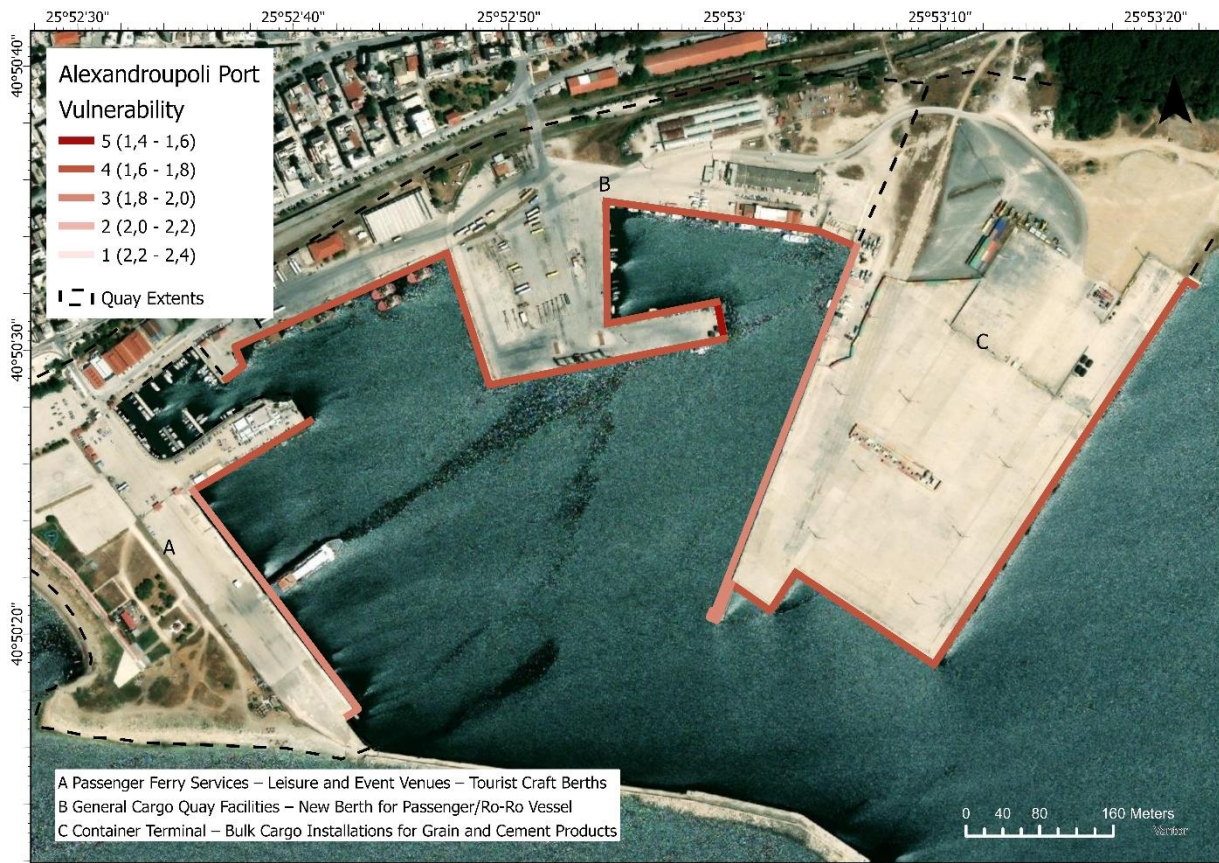 25°52'30" 25°52'40" 25°52'50" 25°53' 25°53'10" 25°53'20"
40°50'40"
40°50'30"
40°50'20"
Alexandroupoli Port
Vulnerability
5 (1,4 - 1,6)
4 (1,6 - 1,8)
3 (1,8 - 2,0)
2 (2,0 - 2,2)
1 (2,2 - 2,4)
Quay Extents
B
C
A
A Passenger Ferry Services – Leisure and Event Venues – Tourist Craft Berths
B General Cargo Quay Facilities – New Berth for Passenger/Ro-Ro Vessel
C Container Terminal – Bulk Cargo Installations for Grain and Cement Products
0 40 80 160 Meters
Vantor